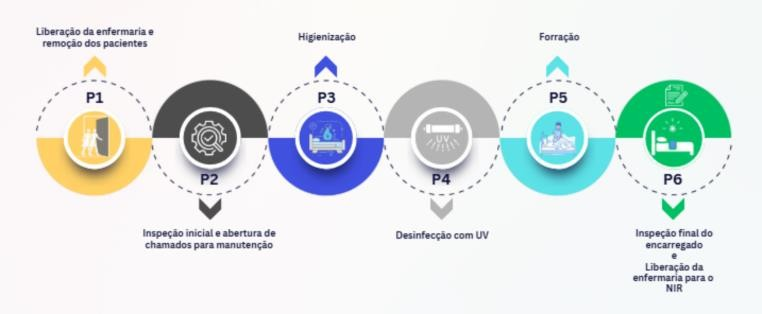 Liberação da enfermaria e
remoção dos pacientes
P1
P2
Inspeção inicial e abertura de
chamados para manutenção
Higienização
P3
UV
P4
Desinfecção com UV
Forração
P5
P6
Inspeção final do
encarregado
e
Liberação da
enfermaria para o
NIR